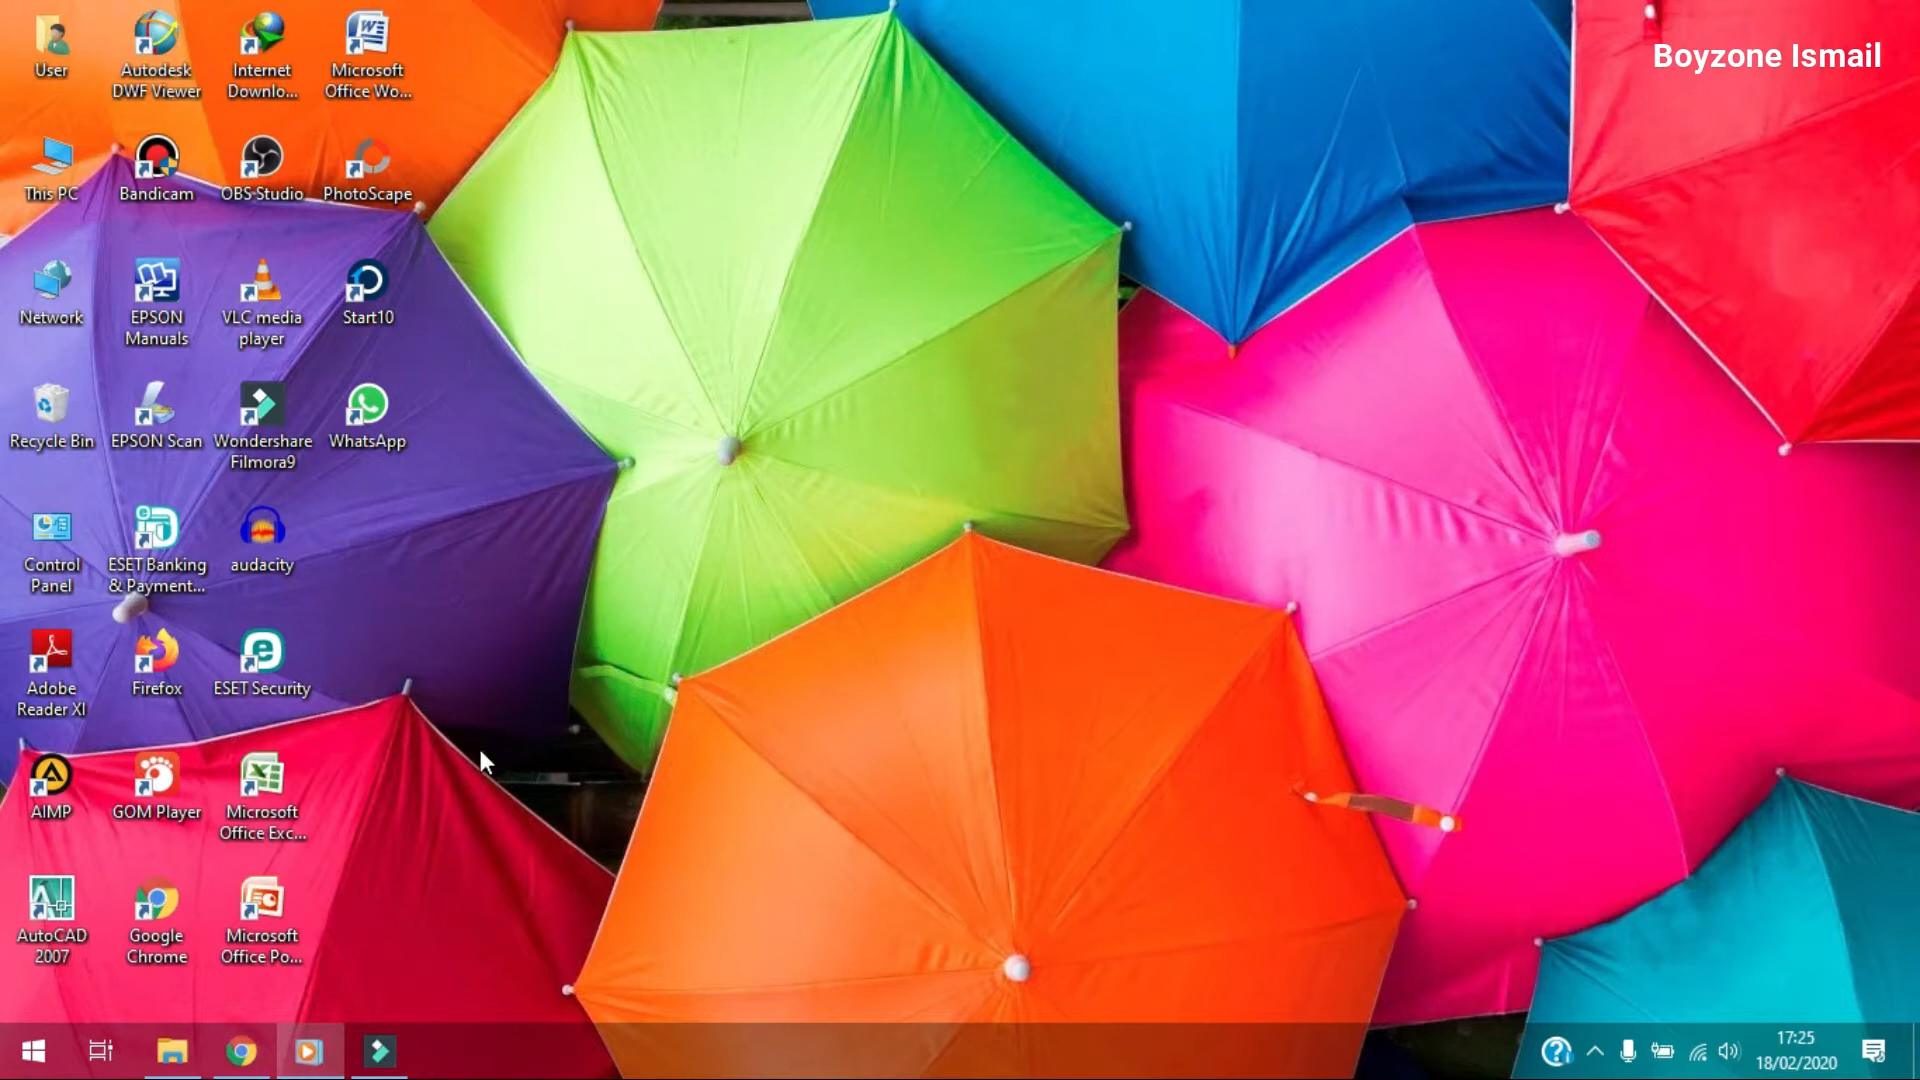 Boyzone Ismail
User
Autodesk
DWF Viewer
Internet
Downlo...
Microsoft
Office Wo...
This PC
Bandicam
OBS Studio
PhotoScape
Network
EPSON
Manuals
VLC media
player
Start10
Recycle Bin
EPSON Scan
Wondershare
Filmora9
WhatsApp
Control
Panel
ESET Banking
& Payment...
audacity
Adobe
Reader XI
Firefox
ESET Security
AIMP
GOM Player
Microsoft
Office Exc...
AutoCAD
2007
Google
Chrome
Microsoft
Office Po...
17:25
18/02/2020